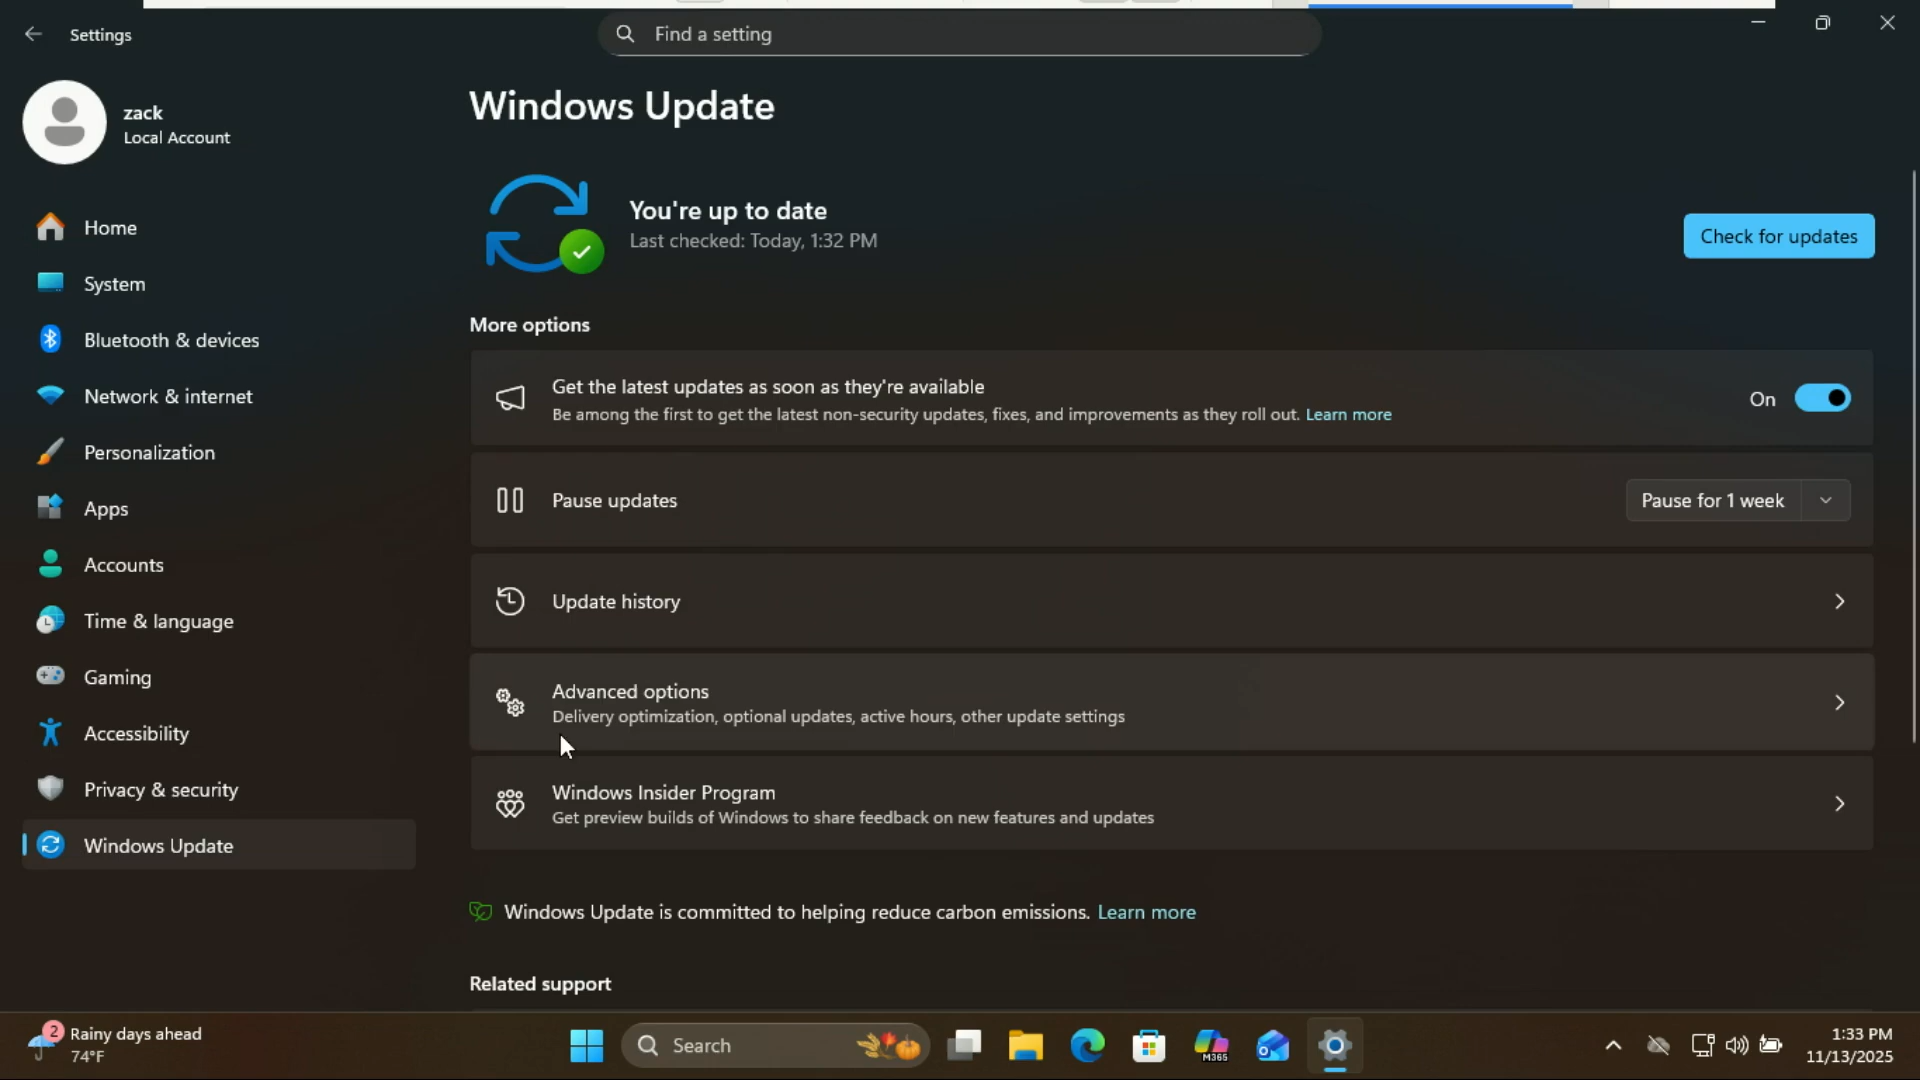 Settings
Find a setting
zack
Local Account
Home
System
Bluetooth & devices
Network & internet
Personalization
Apps
Accounts
Time & language
Gaming
Accessibility
Privacy & security
Windows Update
Windows Update
You're up to date
Last checked: Today, 1:32 PM
Check for updates
More options
Get the latest updates as soon as they're available
Be among the first to get the latest non-security updates, fixes, and improvements as they roll out. Learn more
On
Pause updates
Pause for 1 week
Update history
Advanced options
Delivery optimization, optional updates, active hours, other update settings
Windows Insider Program
Get preview builds of Windows to share feedback on new features and updates
Windows Update is committed to helping reduce carbon emissions. Learn more
Related support
2
Rainy days ahead
74°F
Search
M365
1:33 PM
11/13/2025